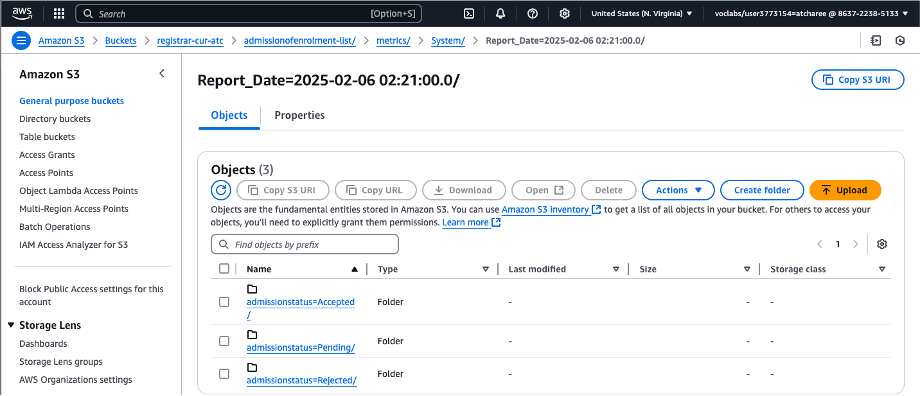 aws
Search
[Option+S]
United States (N. Virginia)
voclabs/user3773154=atcharee @ 8637-2238-5133
Amazon S3 > Buckets > registrar-cur-atc > admissionofenrolment-list/ > metrics/ > System/ > Report_Date=2025-02-06 02:21:00.0/
Amazon S3
General purpose buckets
Directory buckets
Table buckets
Access Grants
Access Points
Object Lambda Access Points
Multi-Region Access Points
Batch Operations
IAM Access Analyzer for S3
Block Public Access settings for this
account
Storage Lens
Dashboards
Storage Lens groups
AWS Organizations settings
Report_Date=2025-02-06 02:21:00.0/
Copy S3 URI
Objects
Properties
Objects (3)
Copy S3 URI
Copy URL
Download
Open
Delete
Actions
Create folder
Upload
Objects are the fundamental entities stored in Amazon S3. You can use Amazon S3 inventory to get a list of all objects in your bucket. For others to access your
objects, you'll need to explicitly grant them permissions. Learn more
Find objects by prefix
1
Name
Type
Last modified
Size
Storage class
admissionstatus=Accepted
/
Folder
-
-
-
admissionstatus=Pending/
Folder
-
-
-
admissionstatus=Rejected/
Folder
-
-
-